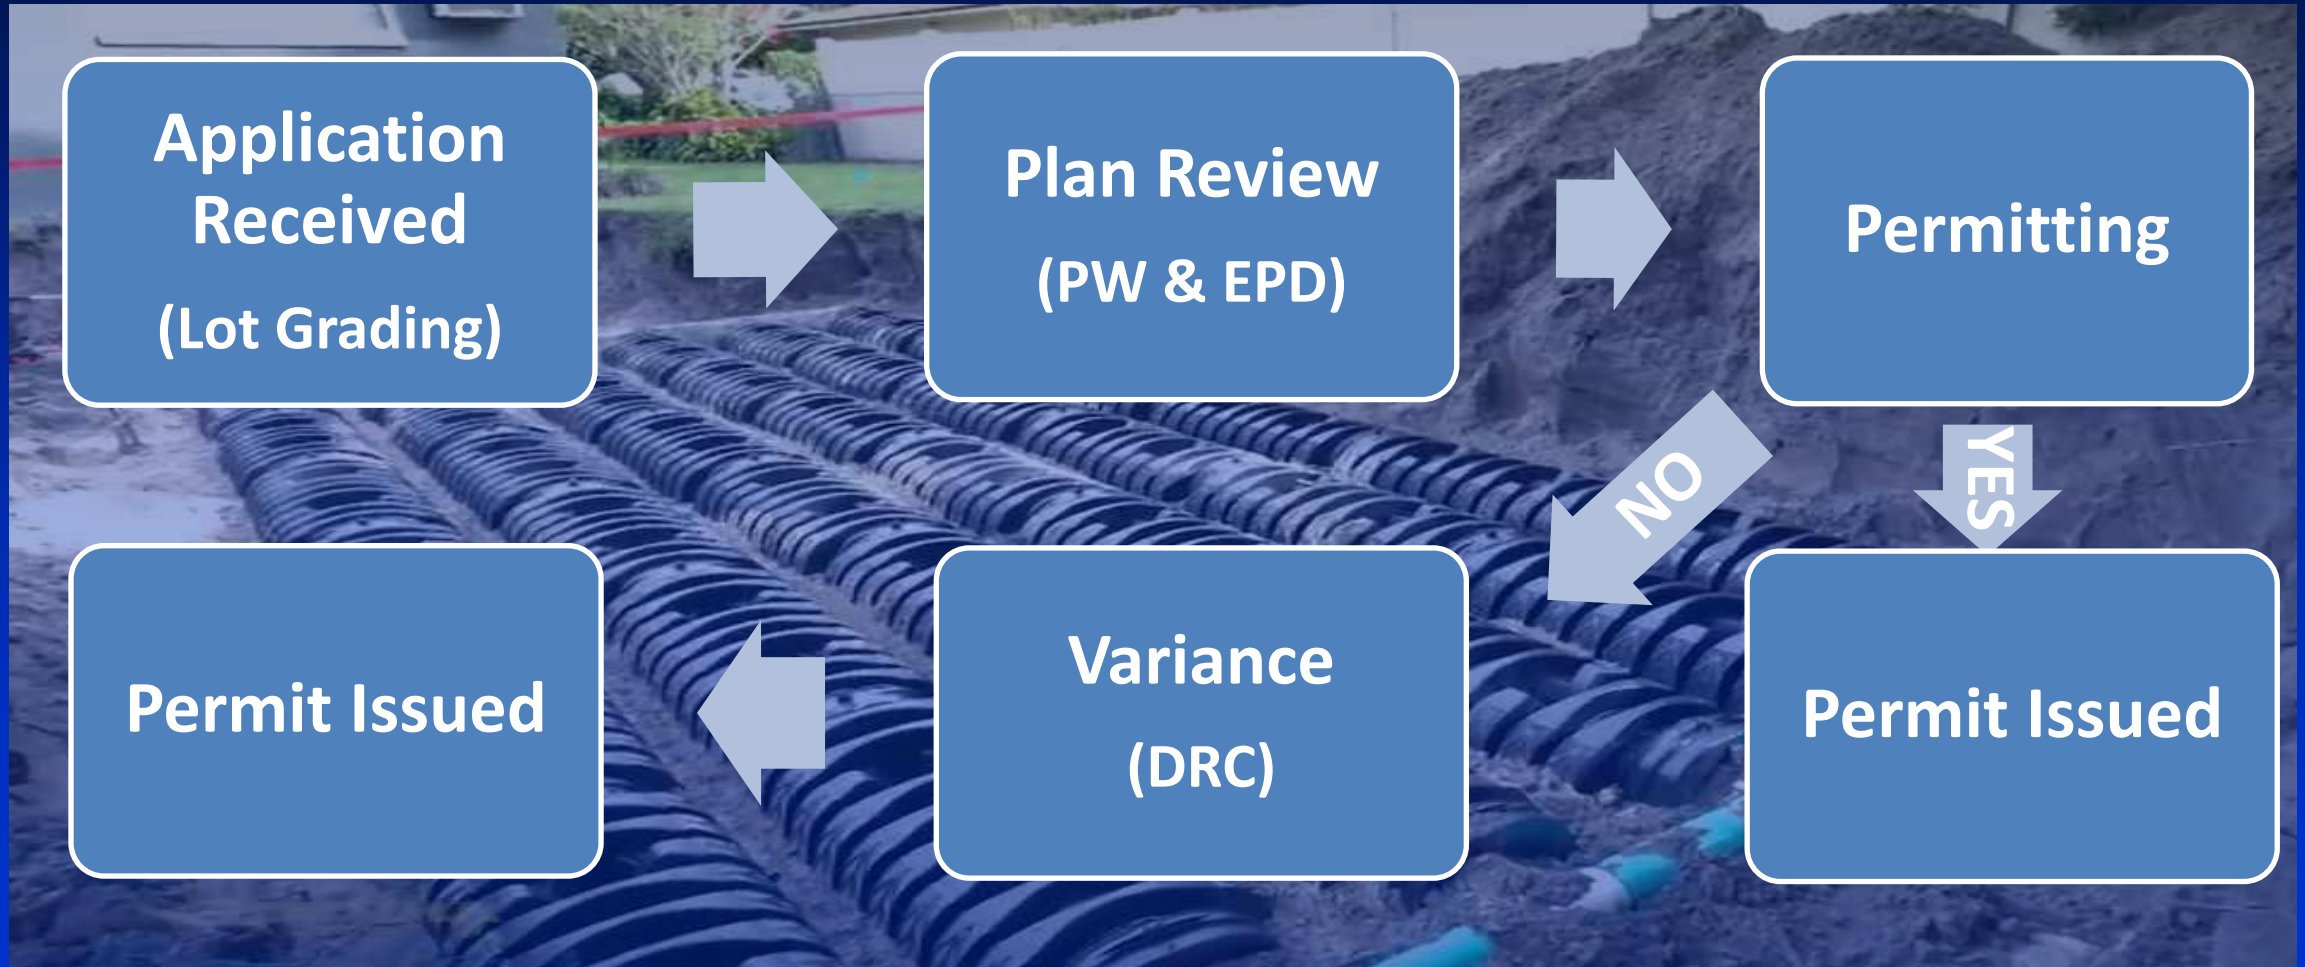 Application
Received
(Lot Grading)
Plan Review
(PW & EPD)
Permitting
NO
YES
Permit Issued
Variance
(DRC)
Permit Issued